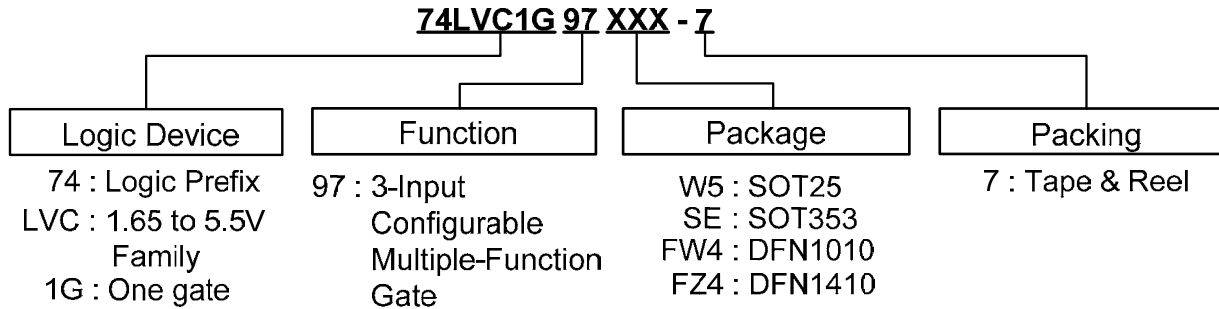 74LVC1G 97 XXX - 7
Logic Device
74 : Logic Prefix
LVC : 1.65 to 5.5V
Family
1G : One gate
Function
97 : 3-Input
Configurable
Multiple-Function
Gate
Package
W5 : SOT25
SE : SOT353
FW4 : DFN1010
FZ4 : DFN1410
Packing
7 : Tape & Reel